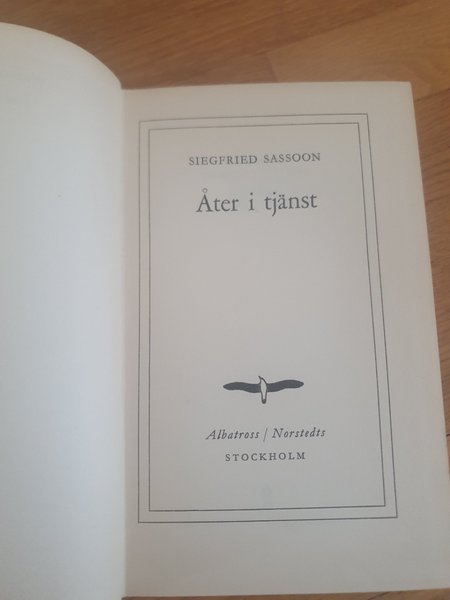 SIEGFRIED SASSOON
Åter i tjänst
Albatross / Norstedts
STOCKHOLM